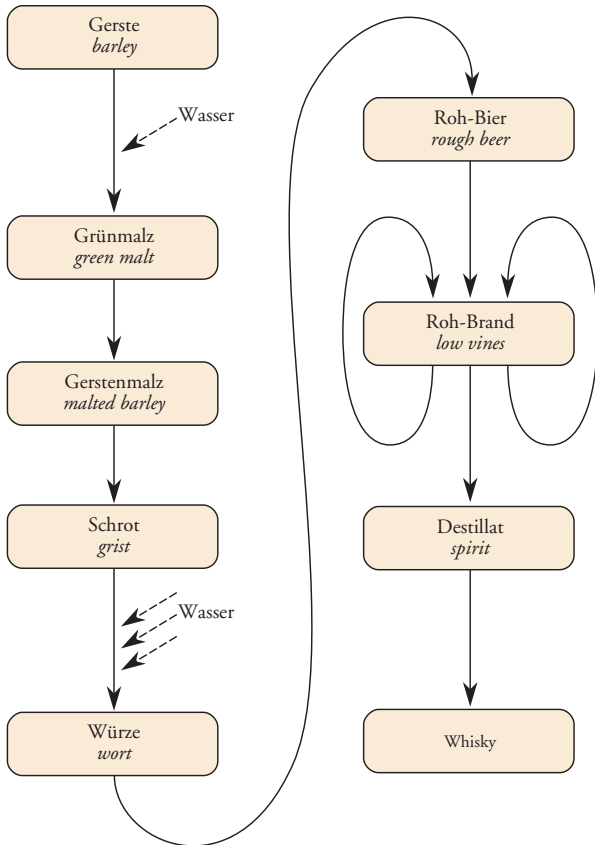 Gerste
barley
Wasser
Grünmalz
green malt
Gerstenmalz
malted barley
Schrot
grist
Wasser
Würze
wort
Roh-Bier
rough beer
Roh-Brand
low vines
Destillat
spirit
Whisky